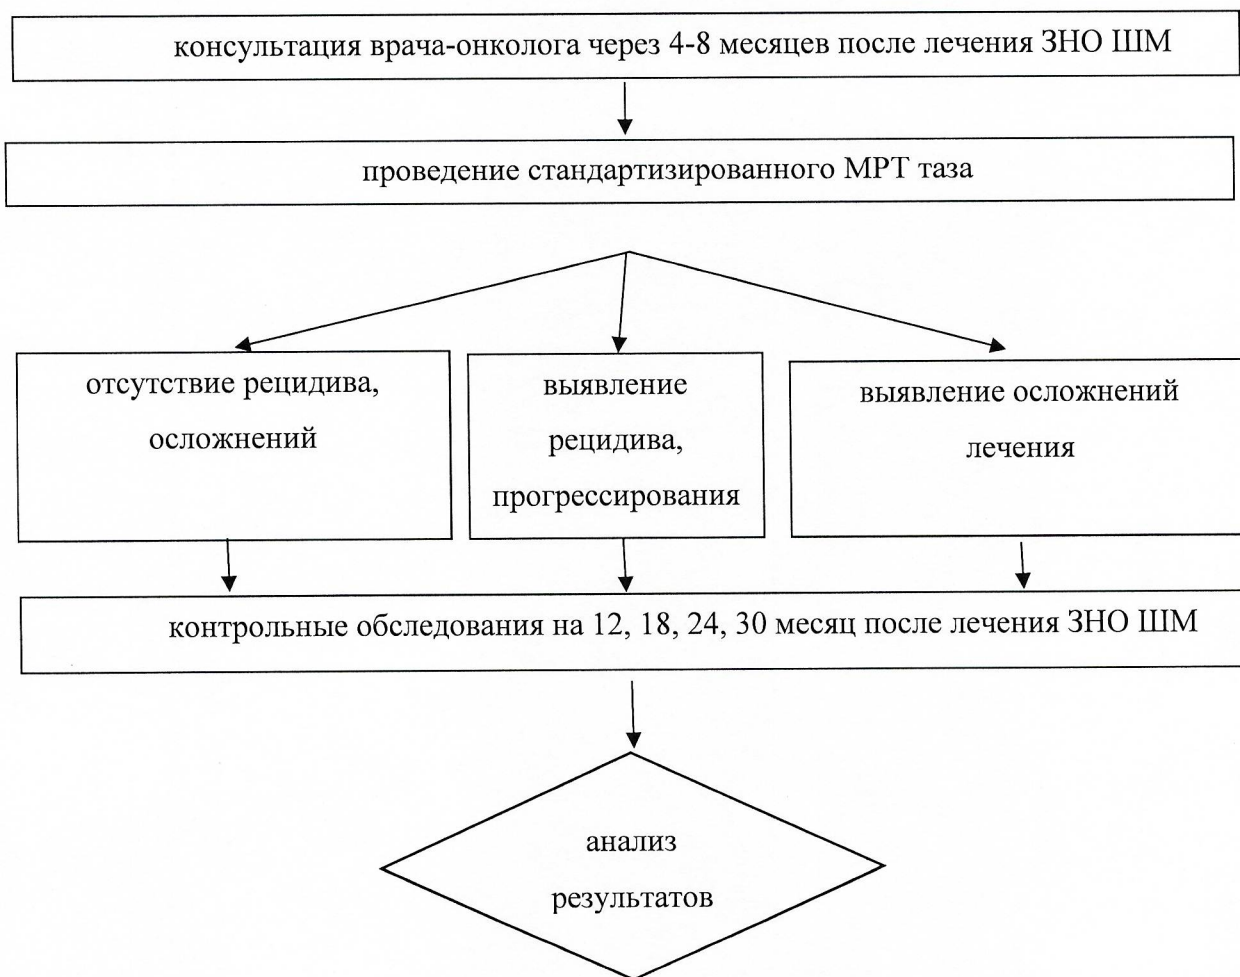 консультация врача-онколога через 4-8 месяцев после лечения ЗНО ШМ
проведение стандартизированного МРТ таза
отсутствие рецидива,
осложнений
выявление
рецидива,
прогрессирования
выявление осложнений
лечения
контрольные обследования на 12, 18, 24, 30 месяц после лечения ЗНО ШМ
анализ
результатов